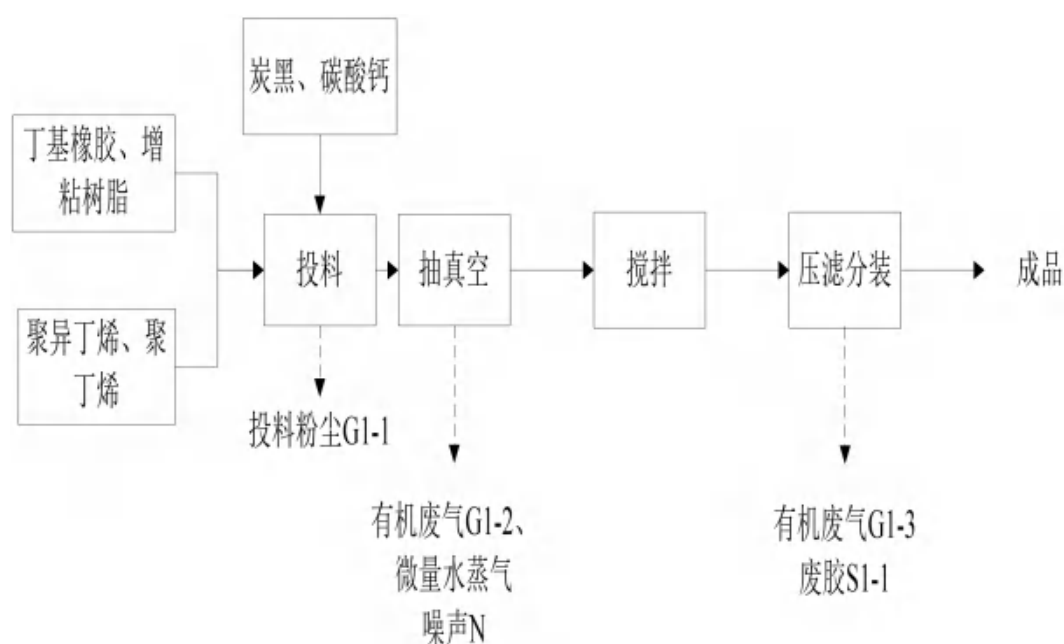 炭黑、碳酸钙
丁基橡胶、增
粘树脂
投料
抽真空
搅拌
压滤分装
成品
聚异丁烯、聚
丁烯
投料粉尘G1-1
有机废气G1-2、
微量水蒸气
噪声N
有机废气G1-3
废胶S1-1